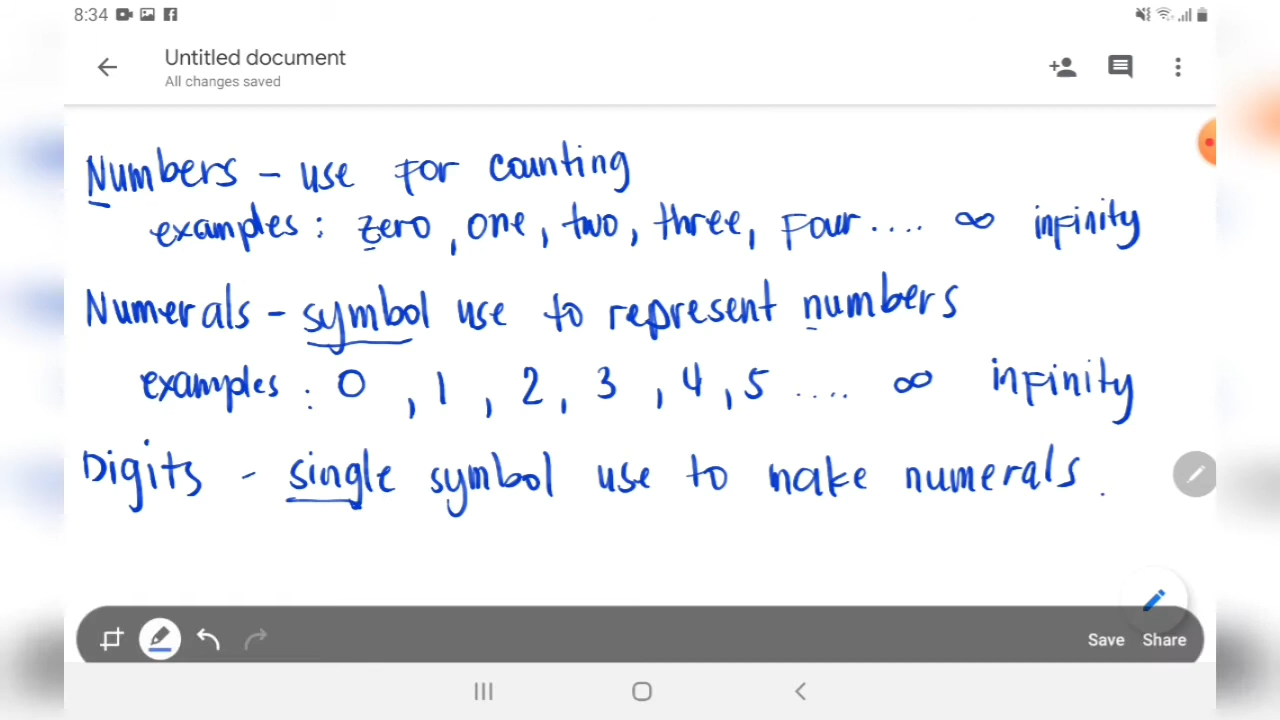 8:34
Untitled document
All changes saved
Numbers - use for counting
examples : zero, one, two, three, four.... ∞ infinity
Numerals - symbol use to represent numbers
examples : 0, 1, 2, 3, 4, 5 .... ∞ infinity
Digits - single symbol use to make numerals.
Save Share